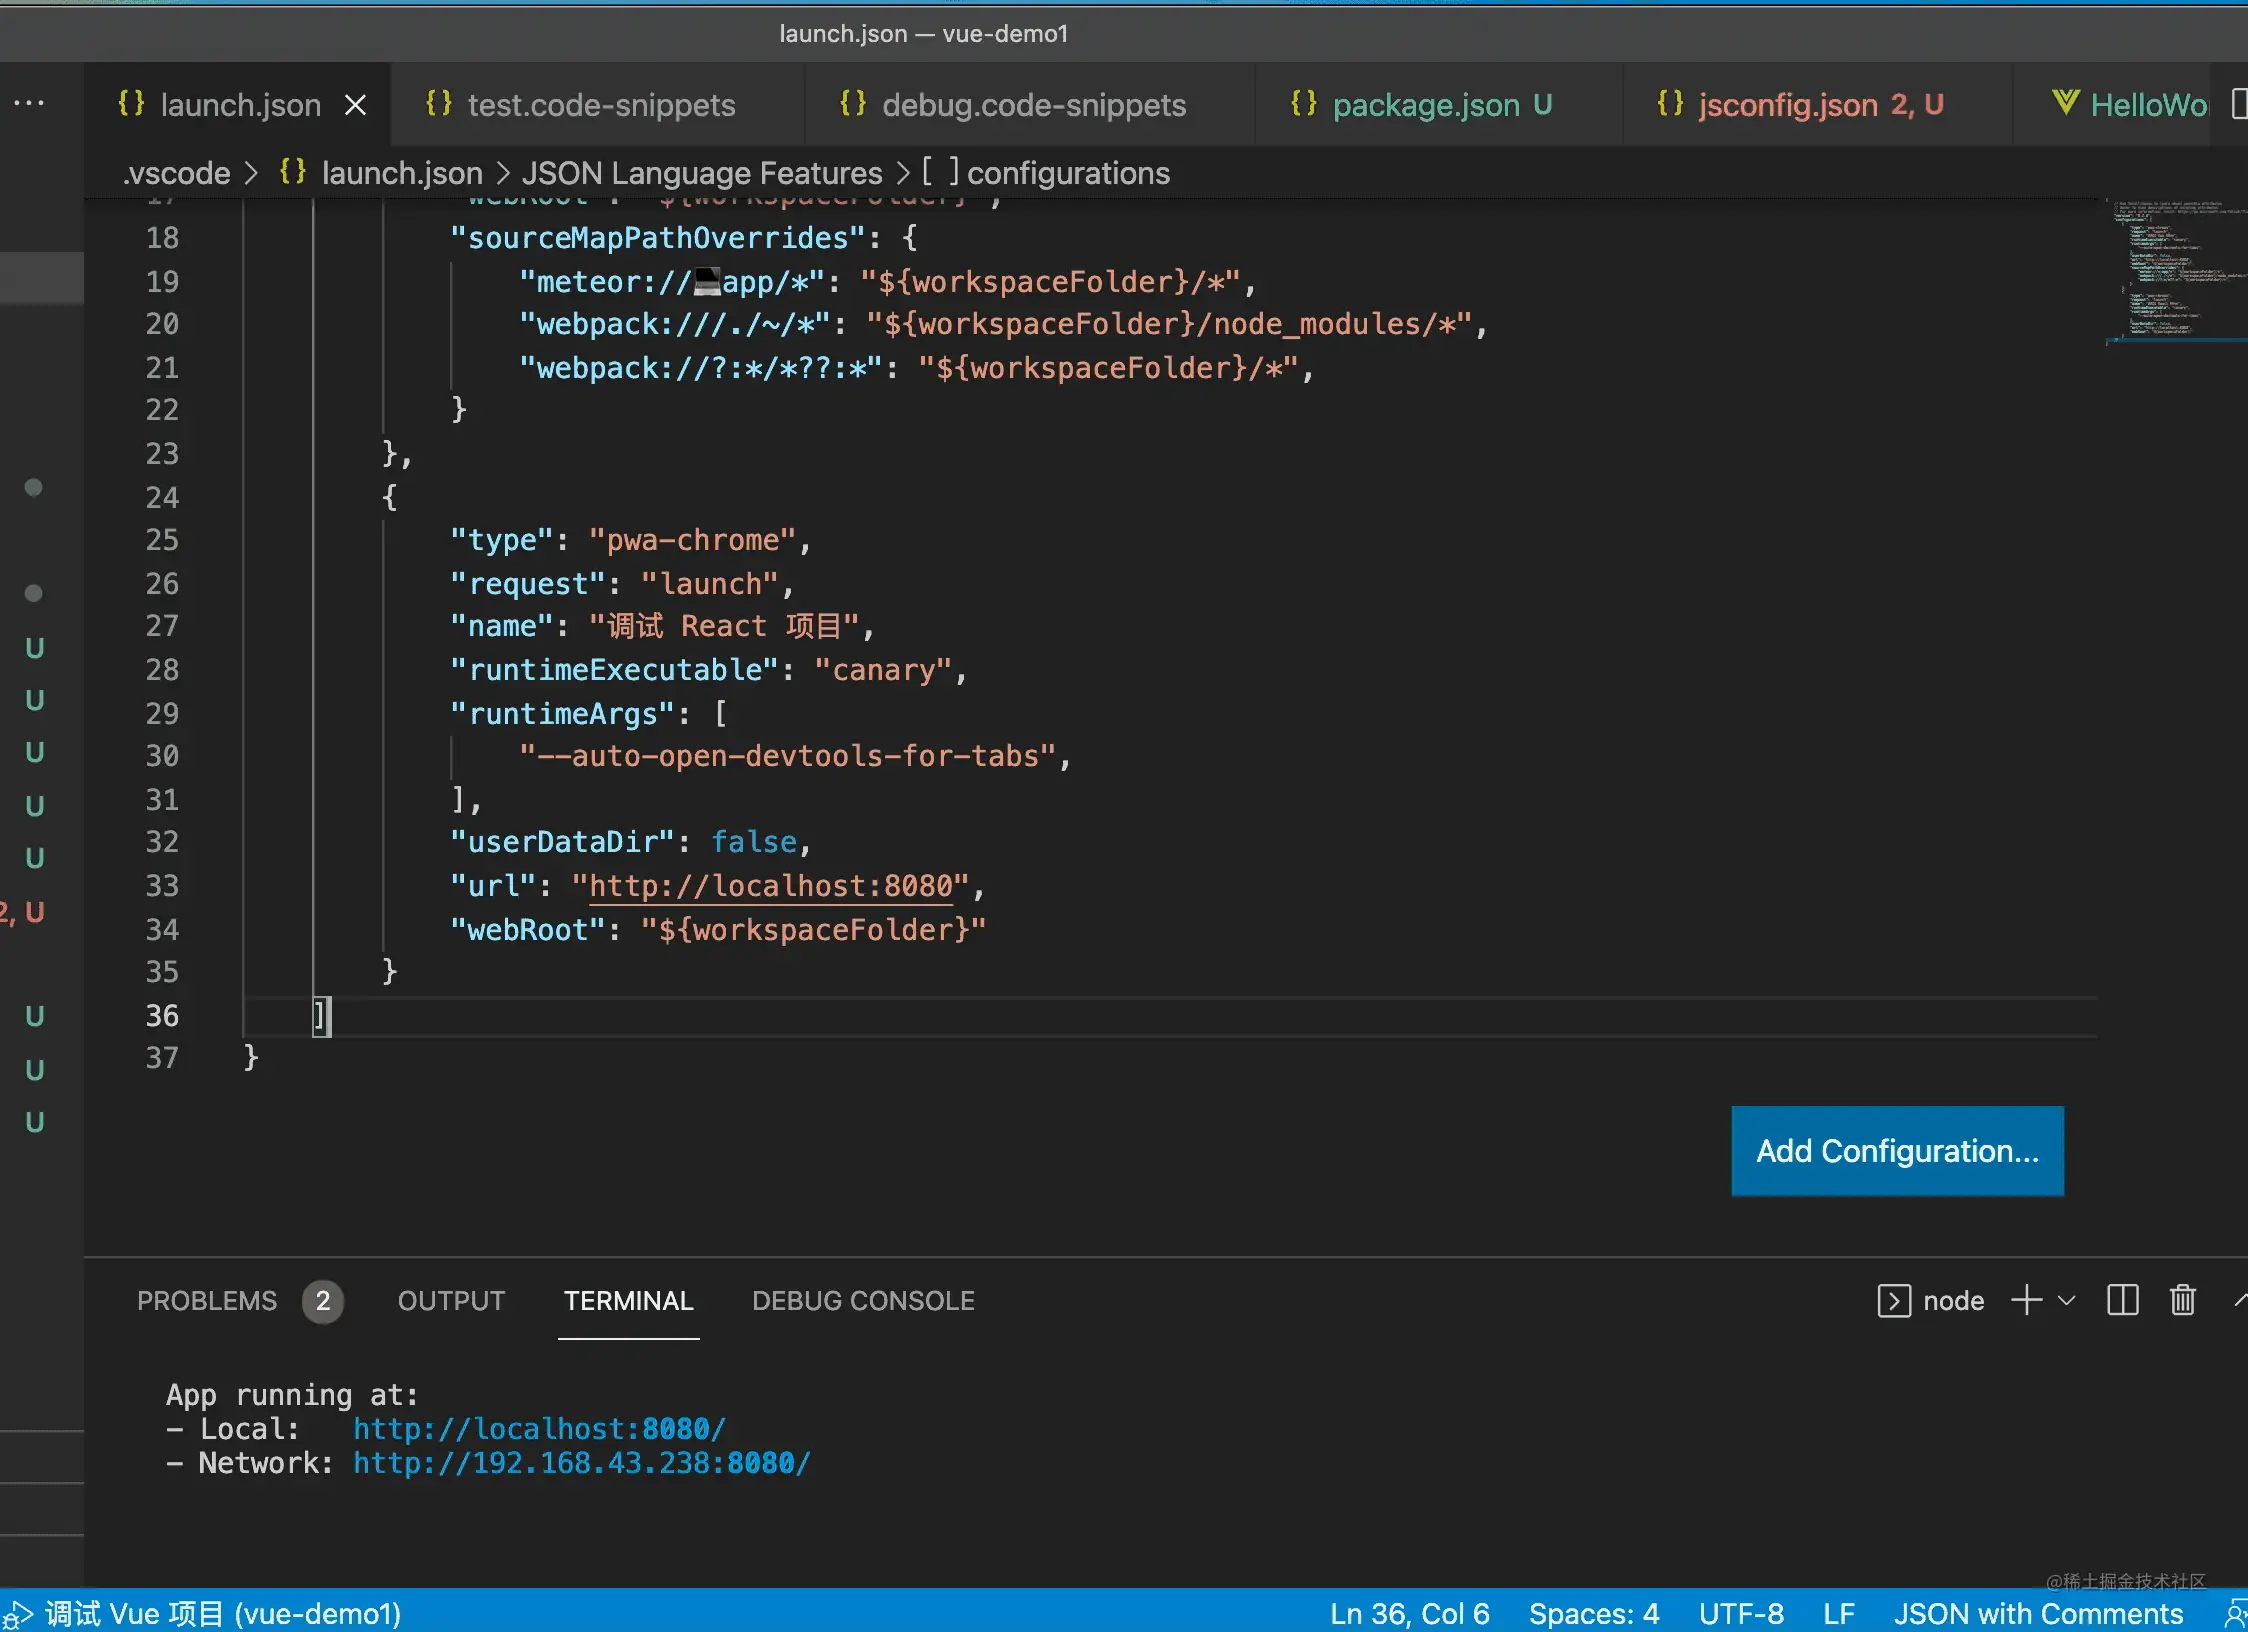 launch.json — vue-demo1
launch.json
test.code-snippets
debug.code-snippets
package.json U
jsconfig.json 2, U
HelloWo
.vscode > {} launch.json > JSON Language Features > [ ] configurations
17 "webRoot": "${workspaceFolder}",
18 "sourceMapPathOverrides": {
19 "meteor://💻app/*": "${workspaceFolder}/*",
20 "webpack:///./~/*": "${workspaceFolder}/node_modules/*",
21 "webpack://?:*/*??:*": "${workspaceFolder}/*",
22 }
23 },
24 {
25 "type": "pwa-chrome",
26 "request": "launch",
27 "name": "调试 React 项目",
28 "runtimeExecutable": "canary",
29 "runtimeArgs": [
30 "--auto-open-devtools-for-tabs",
31 ],
32 "userDataDir": false,
33 "url": "http://localhost:8080",
34 "webRoot": "${workspaceFolder}"
35 }
36 ]
37 }
U
U
U
U
U
2, U
U
U
U
Add Configuration...
PROBLEMS 2 OUTPUT TERMINAL DEBUG CONSOLE
node
App running at:
- Local: http://localhost:8080/
- Network: http://192.168.43.238:8080/
@稀土掘金技术社区
调试 Vue 项目 (vue-demo1)
Ln 36, Col 6 Spaces: 4 UTF-8 LF JSON with Comments